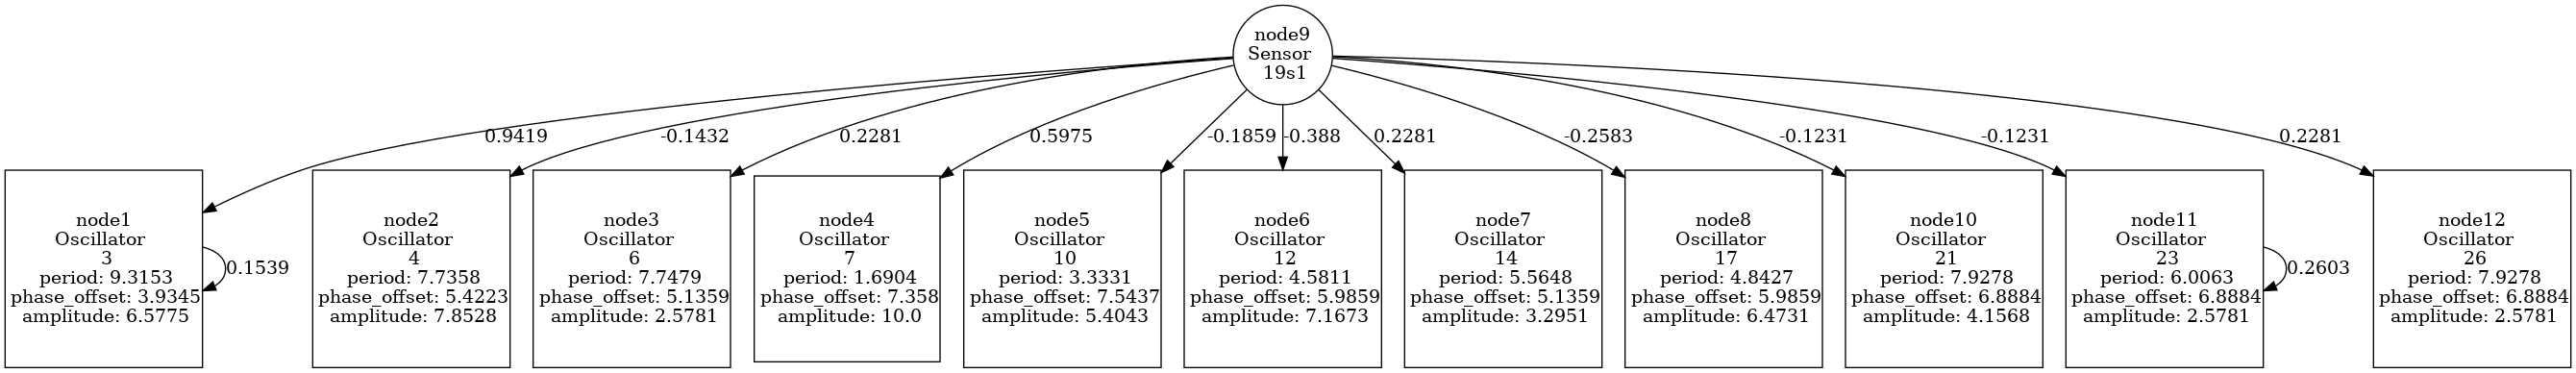 node9
Sensor
19s1
0.9419
-0.1432
0.2281
0.5975
-0.1859
-0.388
0.2281
-0.2583
-0.1231
-0.1231
0.2281
node1
Oscillator
3
period: 9.3153
phase_offset: 3.9345
amplitude: 6.5775
0.1539
node2
Oscillator
4
period: 7.7358
phase_offset: 5.4223
amplitude: 7.8528
node3
Oscillator
6
period: 7.7479
phase_offset: 5.1359
amplitude: 2.5781
node4
Oscillator
7
period: 1.6904
phase_offset: 7.358
amplitude: 10.0
node5
Oscillator
10
period: 3.3331
phase_offset: 7.5437
amplitude: 5.4043
node6
Oscillator
12
period: 4.5811
phase_offset: 5.9859
amplitude: 7.1673
node7
Oscillator
14
period: 5.5648
phase_offset: 5.1359
amplitude: 3.2951
node8
Oscillator
17
period: 4.8427
phase_offset: 5.9859
amplitude: 6.4731
node10
Oscillator
21
period: 7.9278
phase_offset: 6.8884
amplitude: 4.1568
node11
Oscillator
23
period: 6.0063
phase_offset: 6.8884
amplitude: 2.5781
0.2603
node12
Oscillator
26
period: 7.9278
phase_offset: 6.8884
amplitude: 2.5781